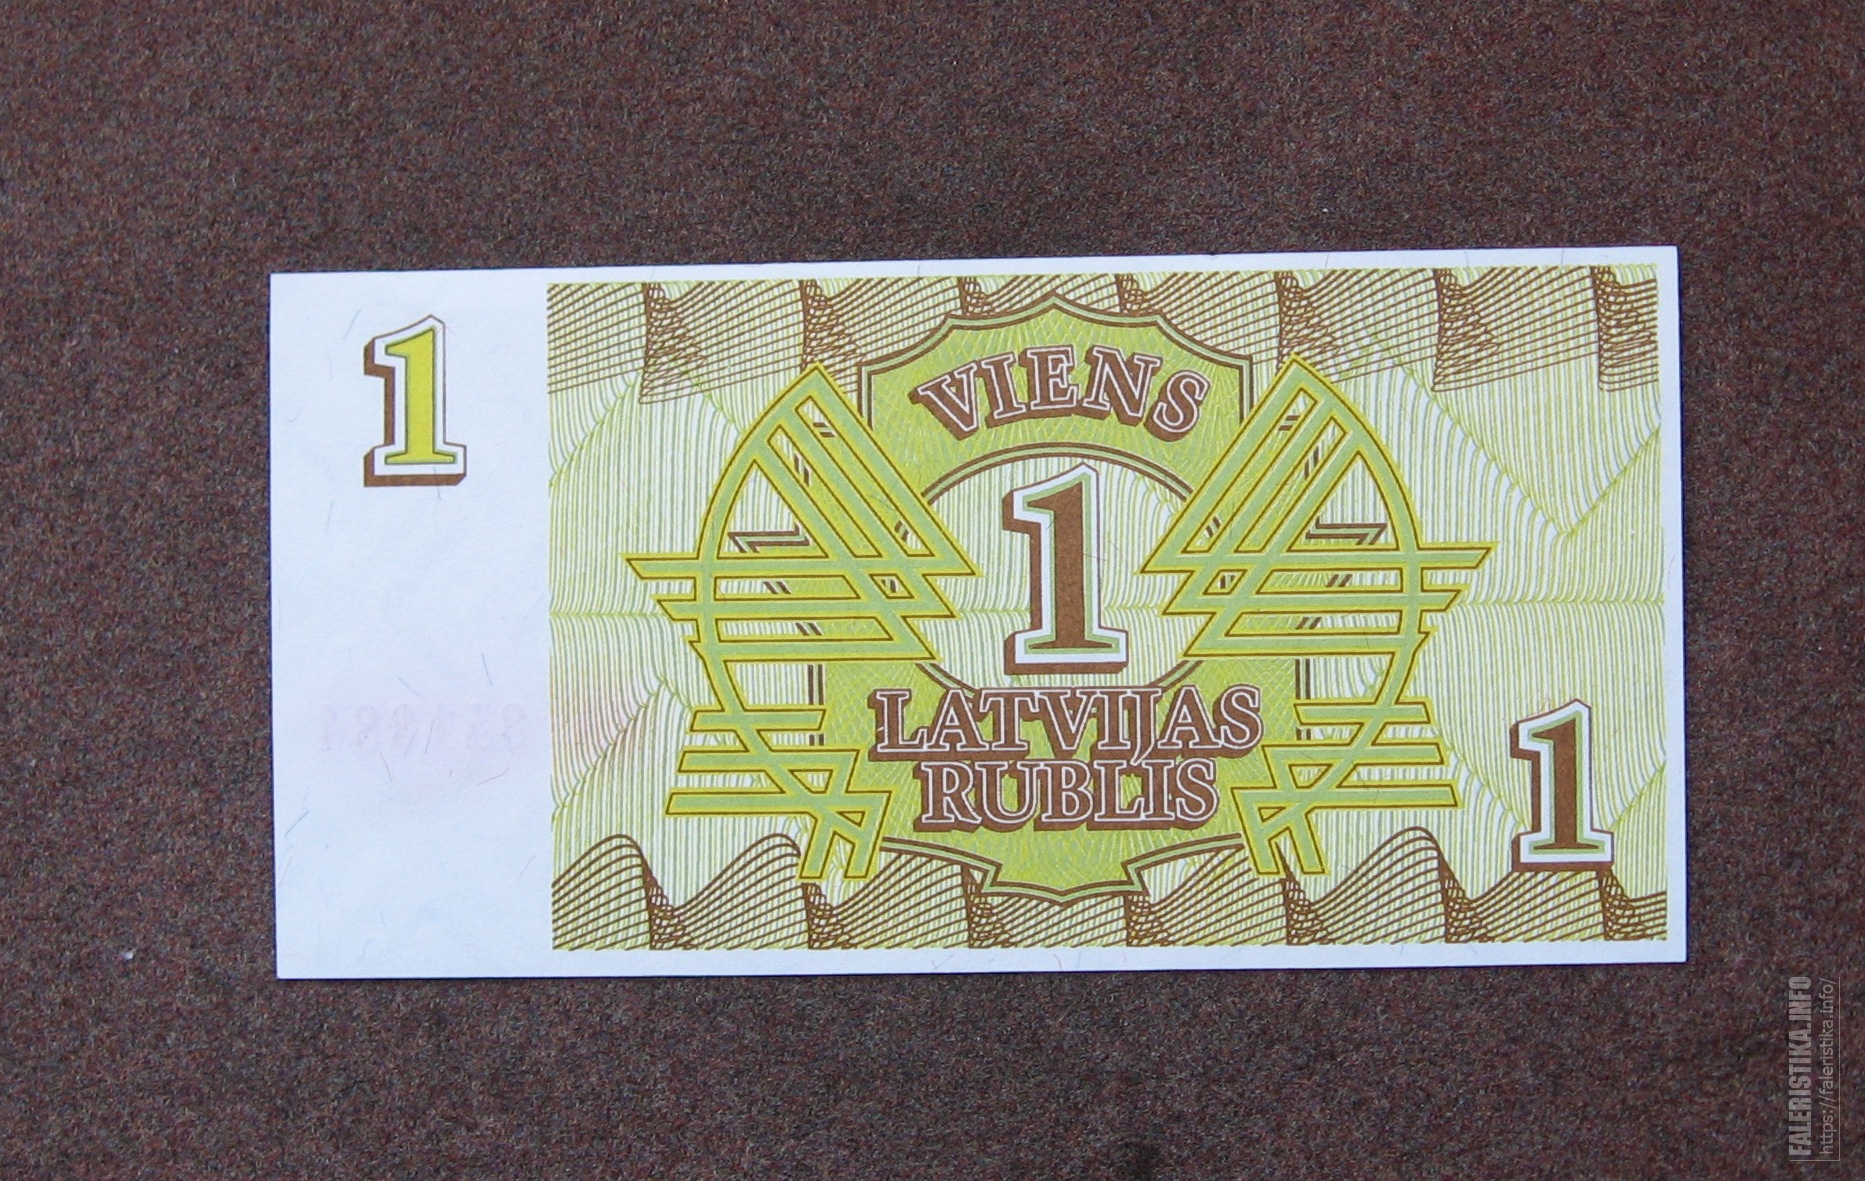 1
VIENS
1
LATVIJAS
RUBLIS
1
FALERISTIKA.INFO
https://faleristika.info/